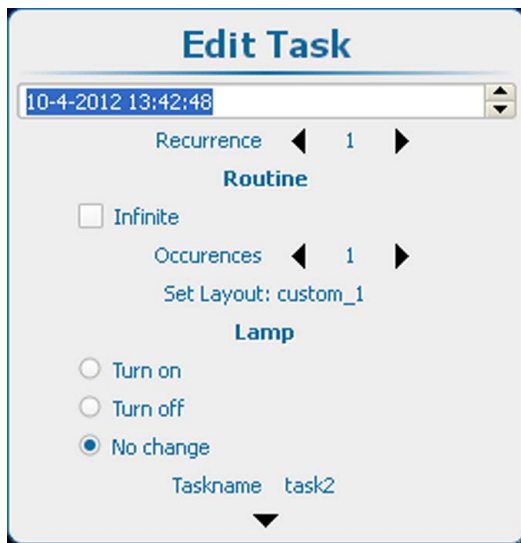 Edit Task
10-4-2012 13:42:48
Recurrence 1
Routine
Infinite
Occurences 1
Set Layout: custom_1
Lamp
Turn on
Turn off
No change
Taskname task2